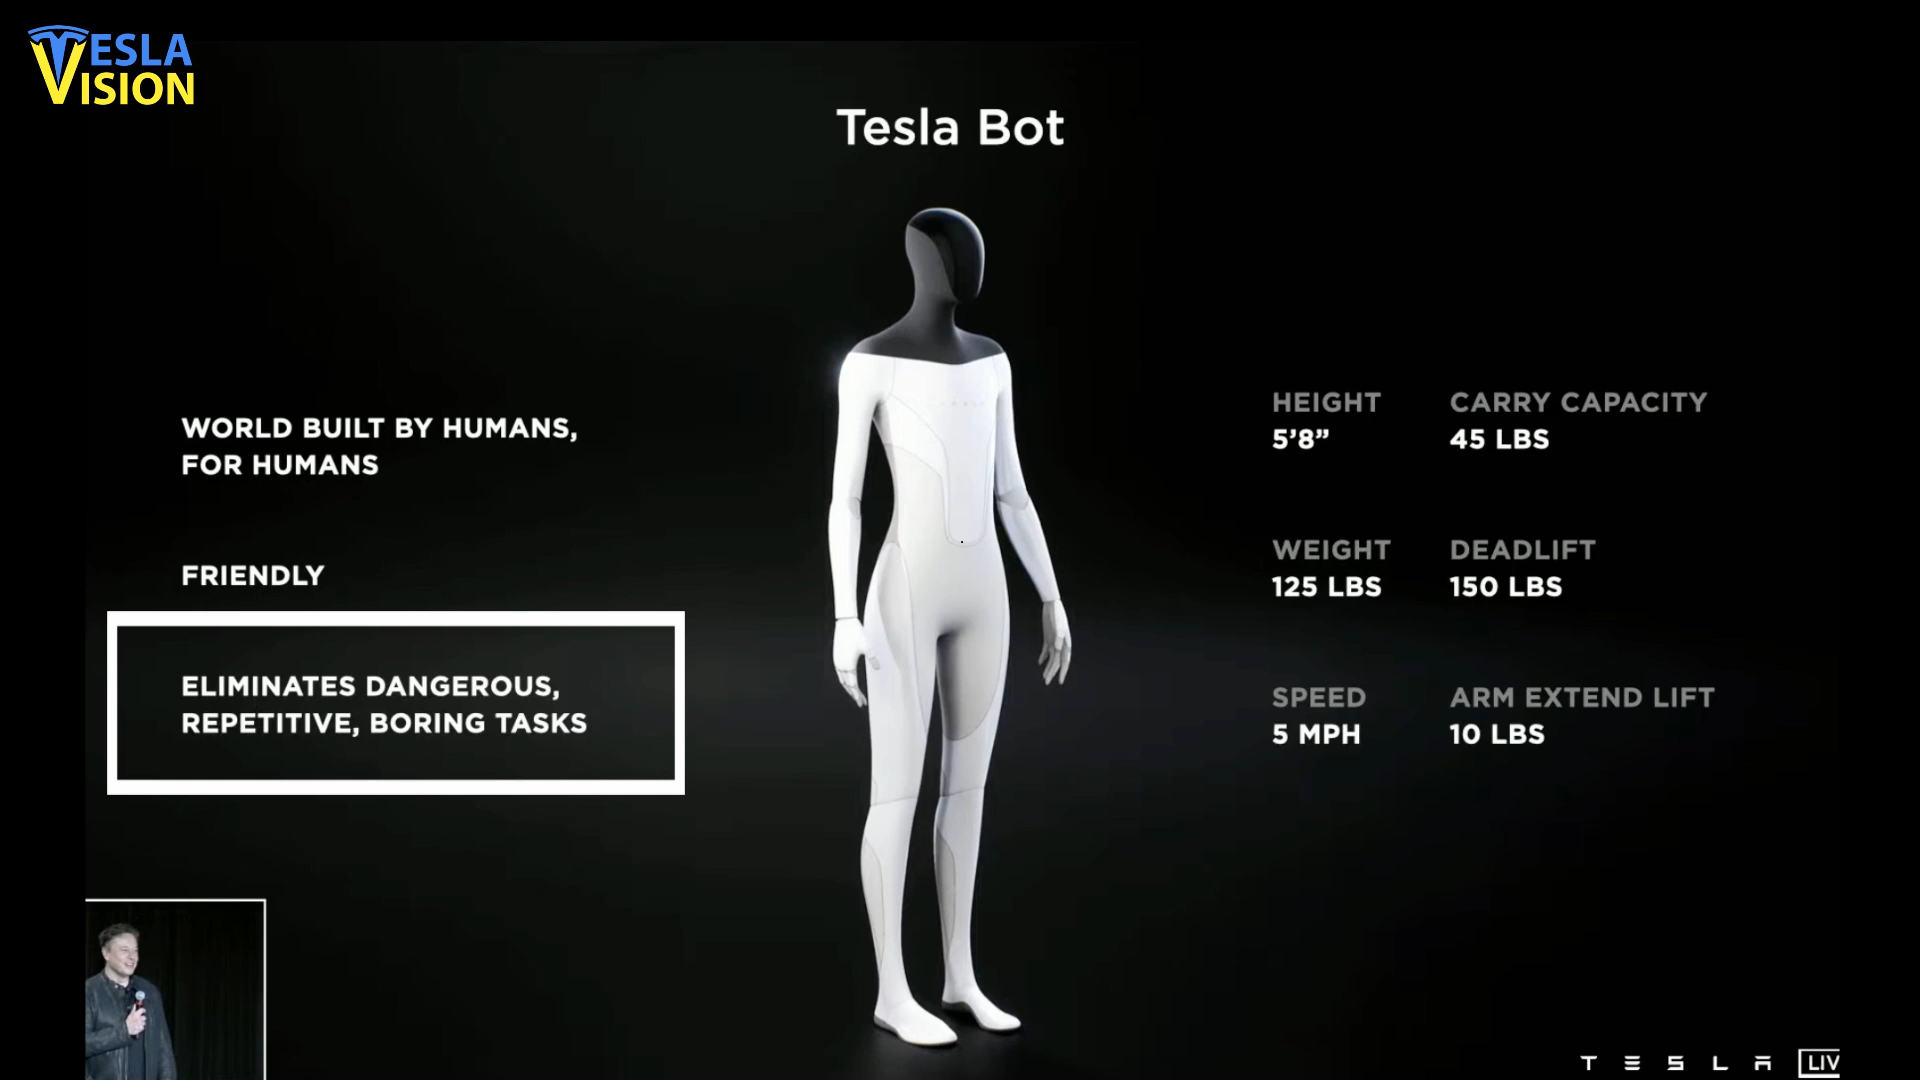 TESLA
VISION
Tesla Bot
WORLD BUILT BY HUMANS,
FOR HUMANS
FRIENDLY
ELIMINATES DANGEROUS,
REPETITIVE, BORING TASKS
HEIGHT
5’8”
CARRY CAPACITY
45 LBS
WEIGHT
125 LBS
DEADLIFT
150 LBS
SPEED
5 MPH
ARM EXTEND LIFT
10 LBS
TESLA LIV